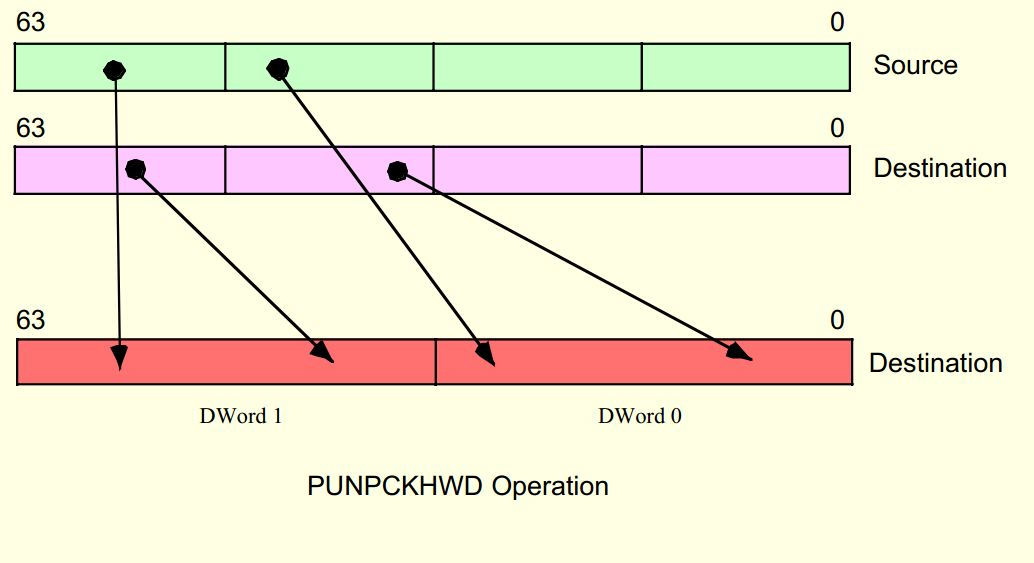 63 0
Source
63 0
Destination
63 0
Destination
DWord 1 DWord 0
PUNPCKHWD Operation